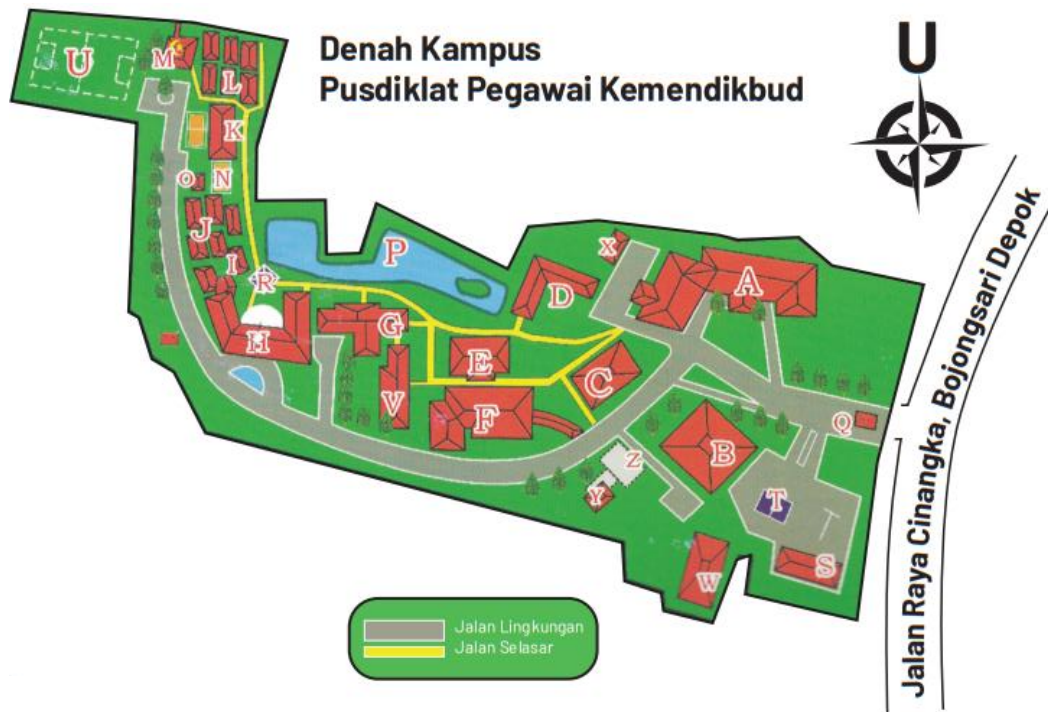 Denah Kampus
Pusdiklat Pegawai Kemendikbud
U
U
M
L
K
O
N
J
I
R
P
X
A
D
H
G
E
C
V
F
B
Q
Z
Y
T
W
S
Jalan Raya Cinangka, Bojongsari Depok
Jalan Lingkungan
Jalan Selasar